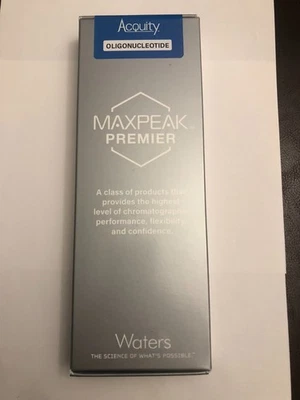 Acquity
OLIGONUCLEOTIDE
MAXPEAK
PREMIER
A class of products that
provides the highest
level of chromatographic
performance, flexibility
and confidence.
Waters
THE SCIENCE OF WHAT'S POSSIBLE.™